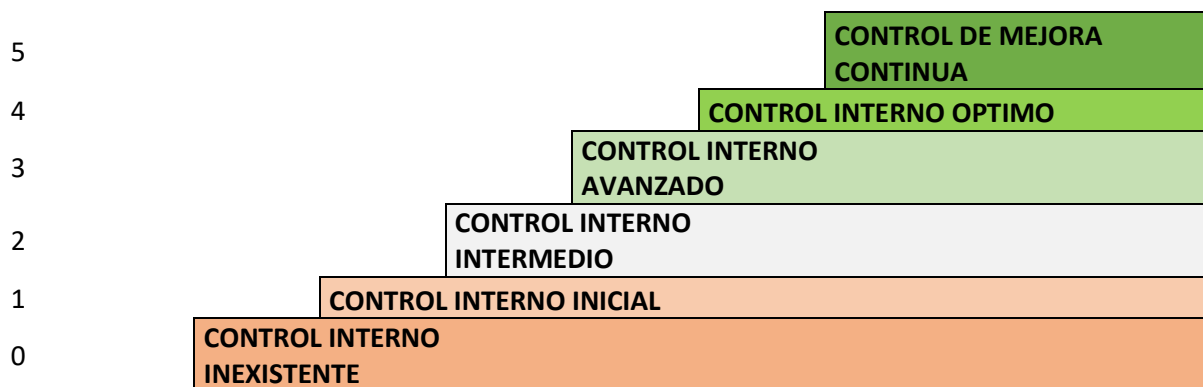 5
CONTROL DE MEJORA
CONTINUA
4
CONTROL INTERNO OPTIMO
3
CONTROL INTERNO
AVANZADO
2
CONTROL INTERNO
INTERMEDIO
1
CONTROL INTERNO INICIAL
0
CONTROL INTERNO
INEXISTENTE